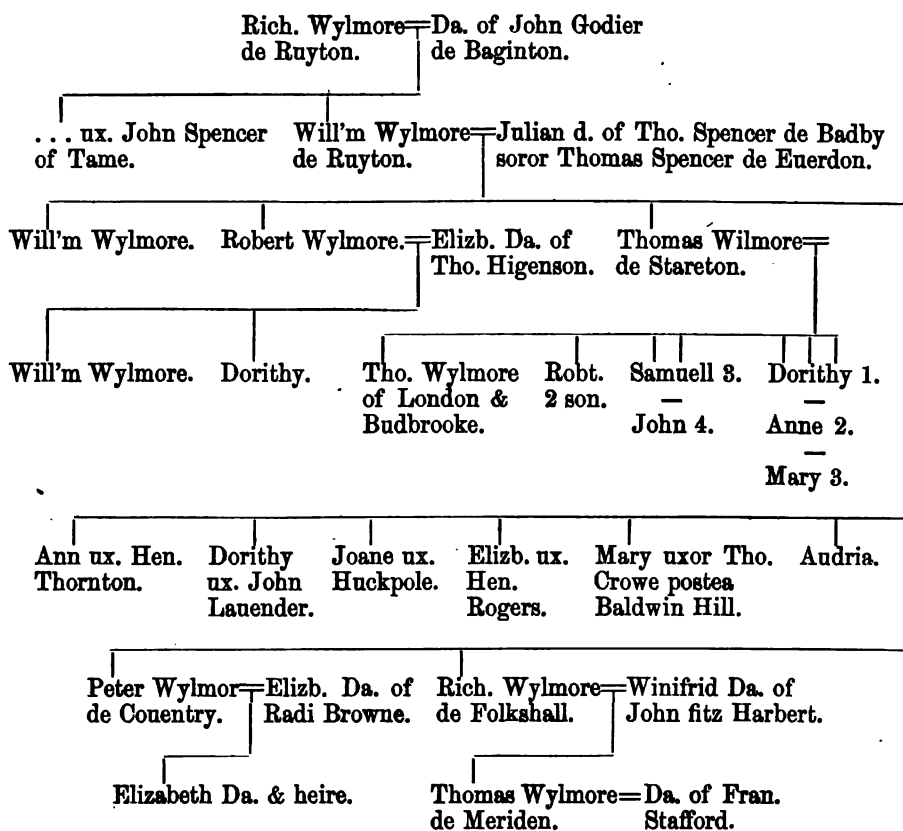 Rich. Wylmore=Da. of John Godier
de Ruyton. de Baginton.
... ux. John Spencer Will'm Wylmore=Julian d. of Tho. Spencer de Badby
of Tame. de Ruyton. soror Thomas Spencer de Euerdon.
Will'm Wylmore. Robert Wylmore.=Elizb. Da. of Thomas Wilmore=
Tho. Higenson. de Stareton.
Will'm Wylmore. Dorithy. Tho. Wylmore Robt. Samuell 3. Dorithy 1.
of London & 2 son. — —
Budbrooke. John 4. Anne 2.
—
Mary 3.
Ann ux. Hen. Dorithy Joane ux. Elizb. ux. Mary uxor Tho. Audria.
Thornton. ux. John Huckpole. Hen. Crowe postea
Lauender. Rogers. Baldwin Hill.
Peter Wylmor=Elizb. Da. of Rich. Wylmore=Winifrid Da. of
de Couentry. Radi Browne. de Folkshall. John fitz Harbert.
Elizabeth Da. & heire. Thomas Wylmore=Da. of Fran.
de Meriden. Stafford.